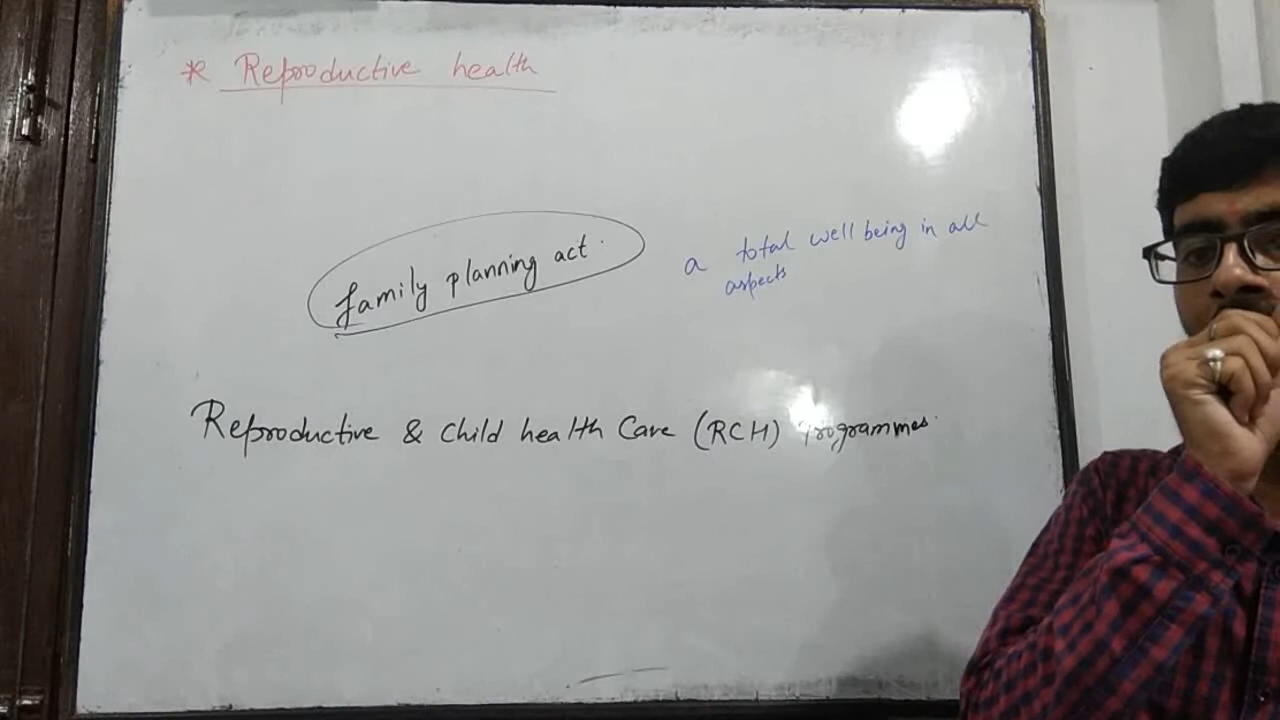 * Reproductive health
family planning act.
a total well being in all
aspects
Reproductive & Child health Care (RCH) programmes.